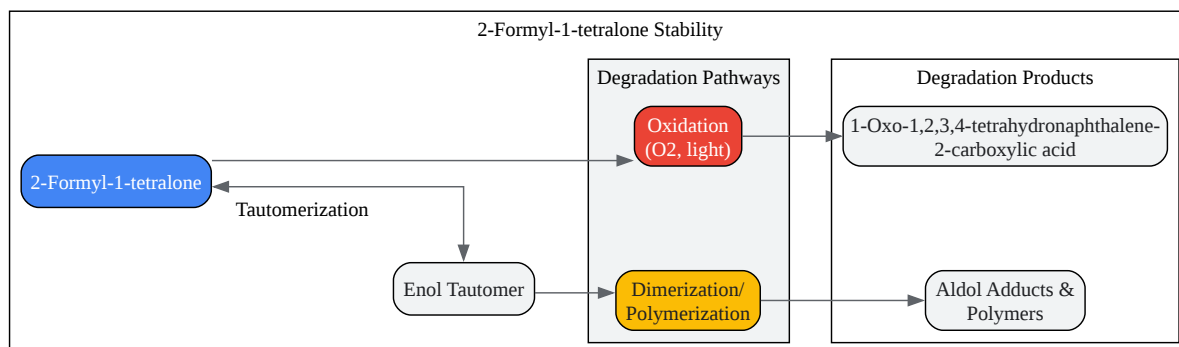 2-Formyl-1-tetralone Stability
Degradation Pathways
Degradation Products
Oxidation
(O2, light)
1-Oxo-1,2,3,4-tetrahydronaphthalene-
2-carboxylic acid
2-Formyl-1-tetralone
Tautomerization
Enol Tautomer
Dimerization/
Polymerization
Aldol Adducts &
Polymers